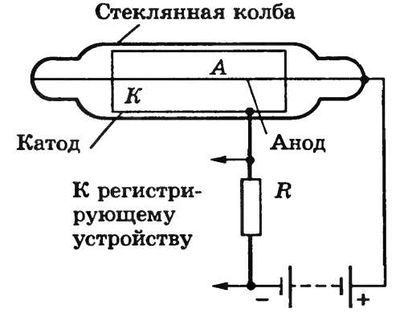 Стеклянная колба
A
K
Катод
Анод
К регистри-
рующему
устройству
R
− +